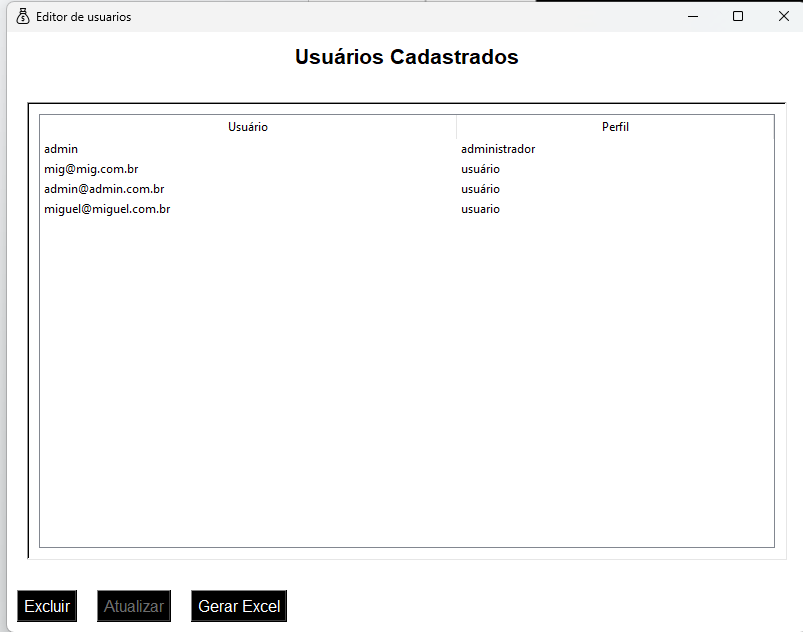 Editor de usuarios
Usuários Cadastrados
Usuário Perfil
admin administrador
mig@mig.com.br usuário
admin@admin.com.br usuário
miguel@miguel.com.br usuario
Excluir Atualizar Gerar Excel